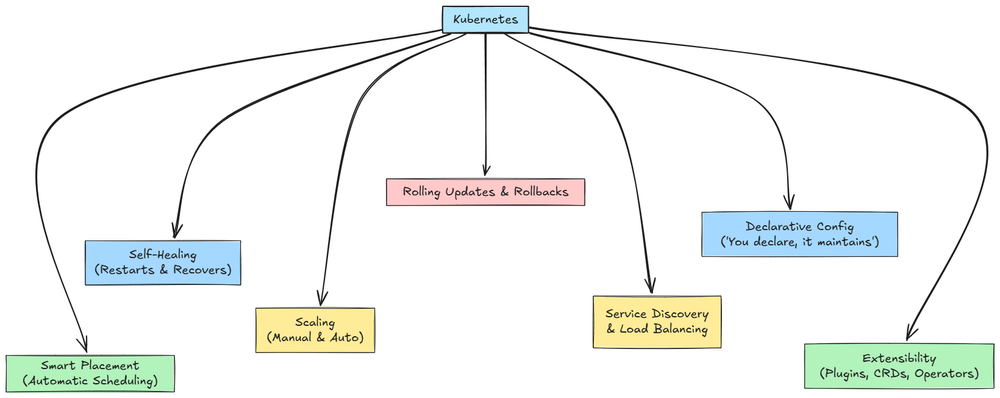 Kubernetes
Rolling Updates & Rollbacks
Declarative Config
('You declare, it maintains')
Self-Healing
(Restarts & Recovers)
Service Discovery
& Load Balancing
Scaling
(Manual & Auto)
Extensibility
(Plugins, CRDs, Operators)
Smart Placement
(Automatic Scheduling)